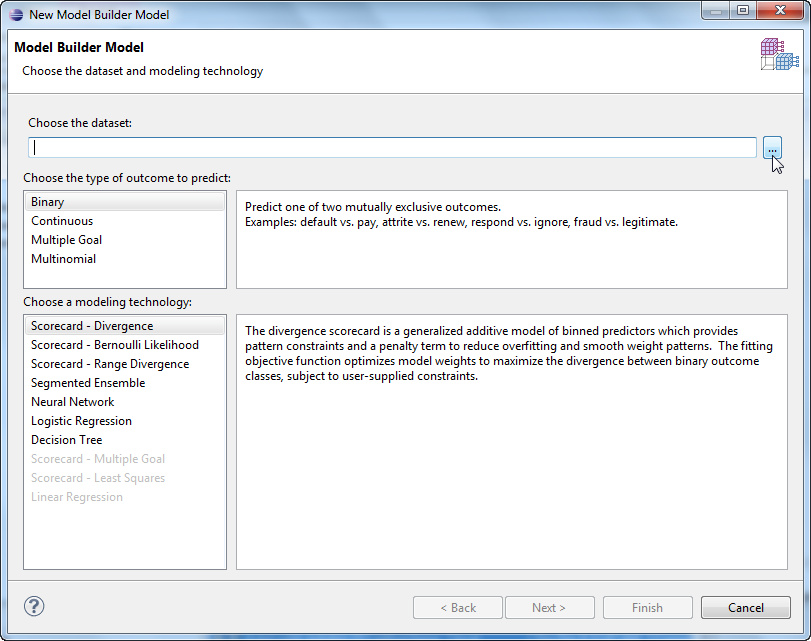 New Model Builder Model
Model Builder Model
Choose the dataset and modeling technology
Choose the dataset:
...
Choose the type of outcome to predict:
Binary
Continuous
Multiple Goal
Multinomial
Predict one of two mutually exclusive outcomes.
Examples: default vs. pay, attrite vs. renew, respond vs. ignore, fraud vs. legitimate.
Choose a modeling technology:
Scorecard - Divergence
Scorecard - Bernoulli Likelihood
Scorecard - Range Divergence
Segmented Ensemble
Neural Network
Logistic Regression
Decision Tree
Scorecard - Multiple Goal
Scorecard - Least Squares
Linear Regression
The divergence scorecard is a generalized additive model of binned predictors which provides
pattern constraints and a penalty term to reduce overfitting and smooth weight patterns. The fitting
objective function optimizes model weights to maximize the divergence between binary outcome
classes, subject to user-supplied constraints.
?
< Back
Next >
Finish
Cancel